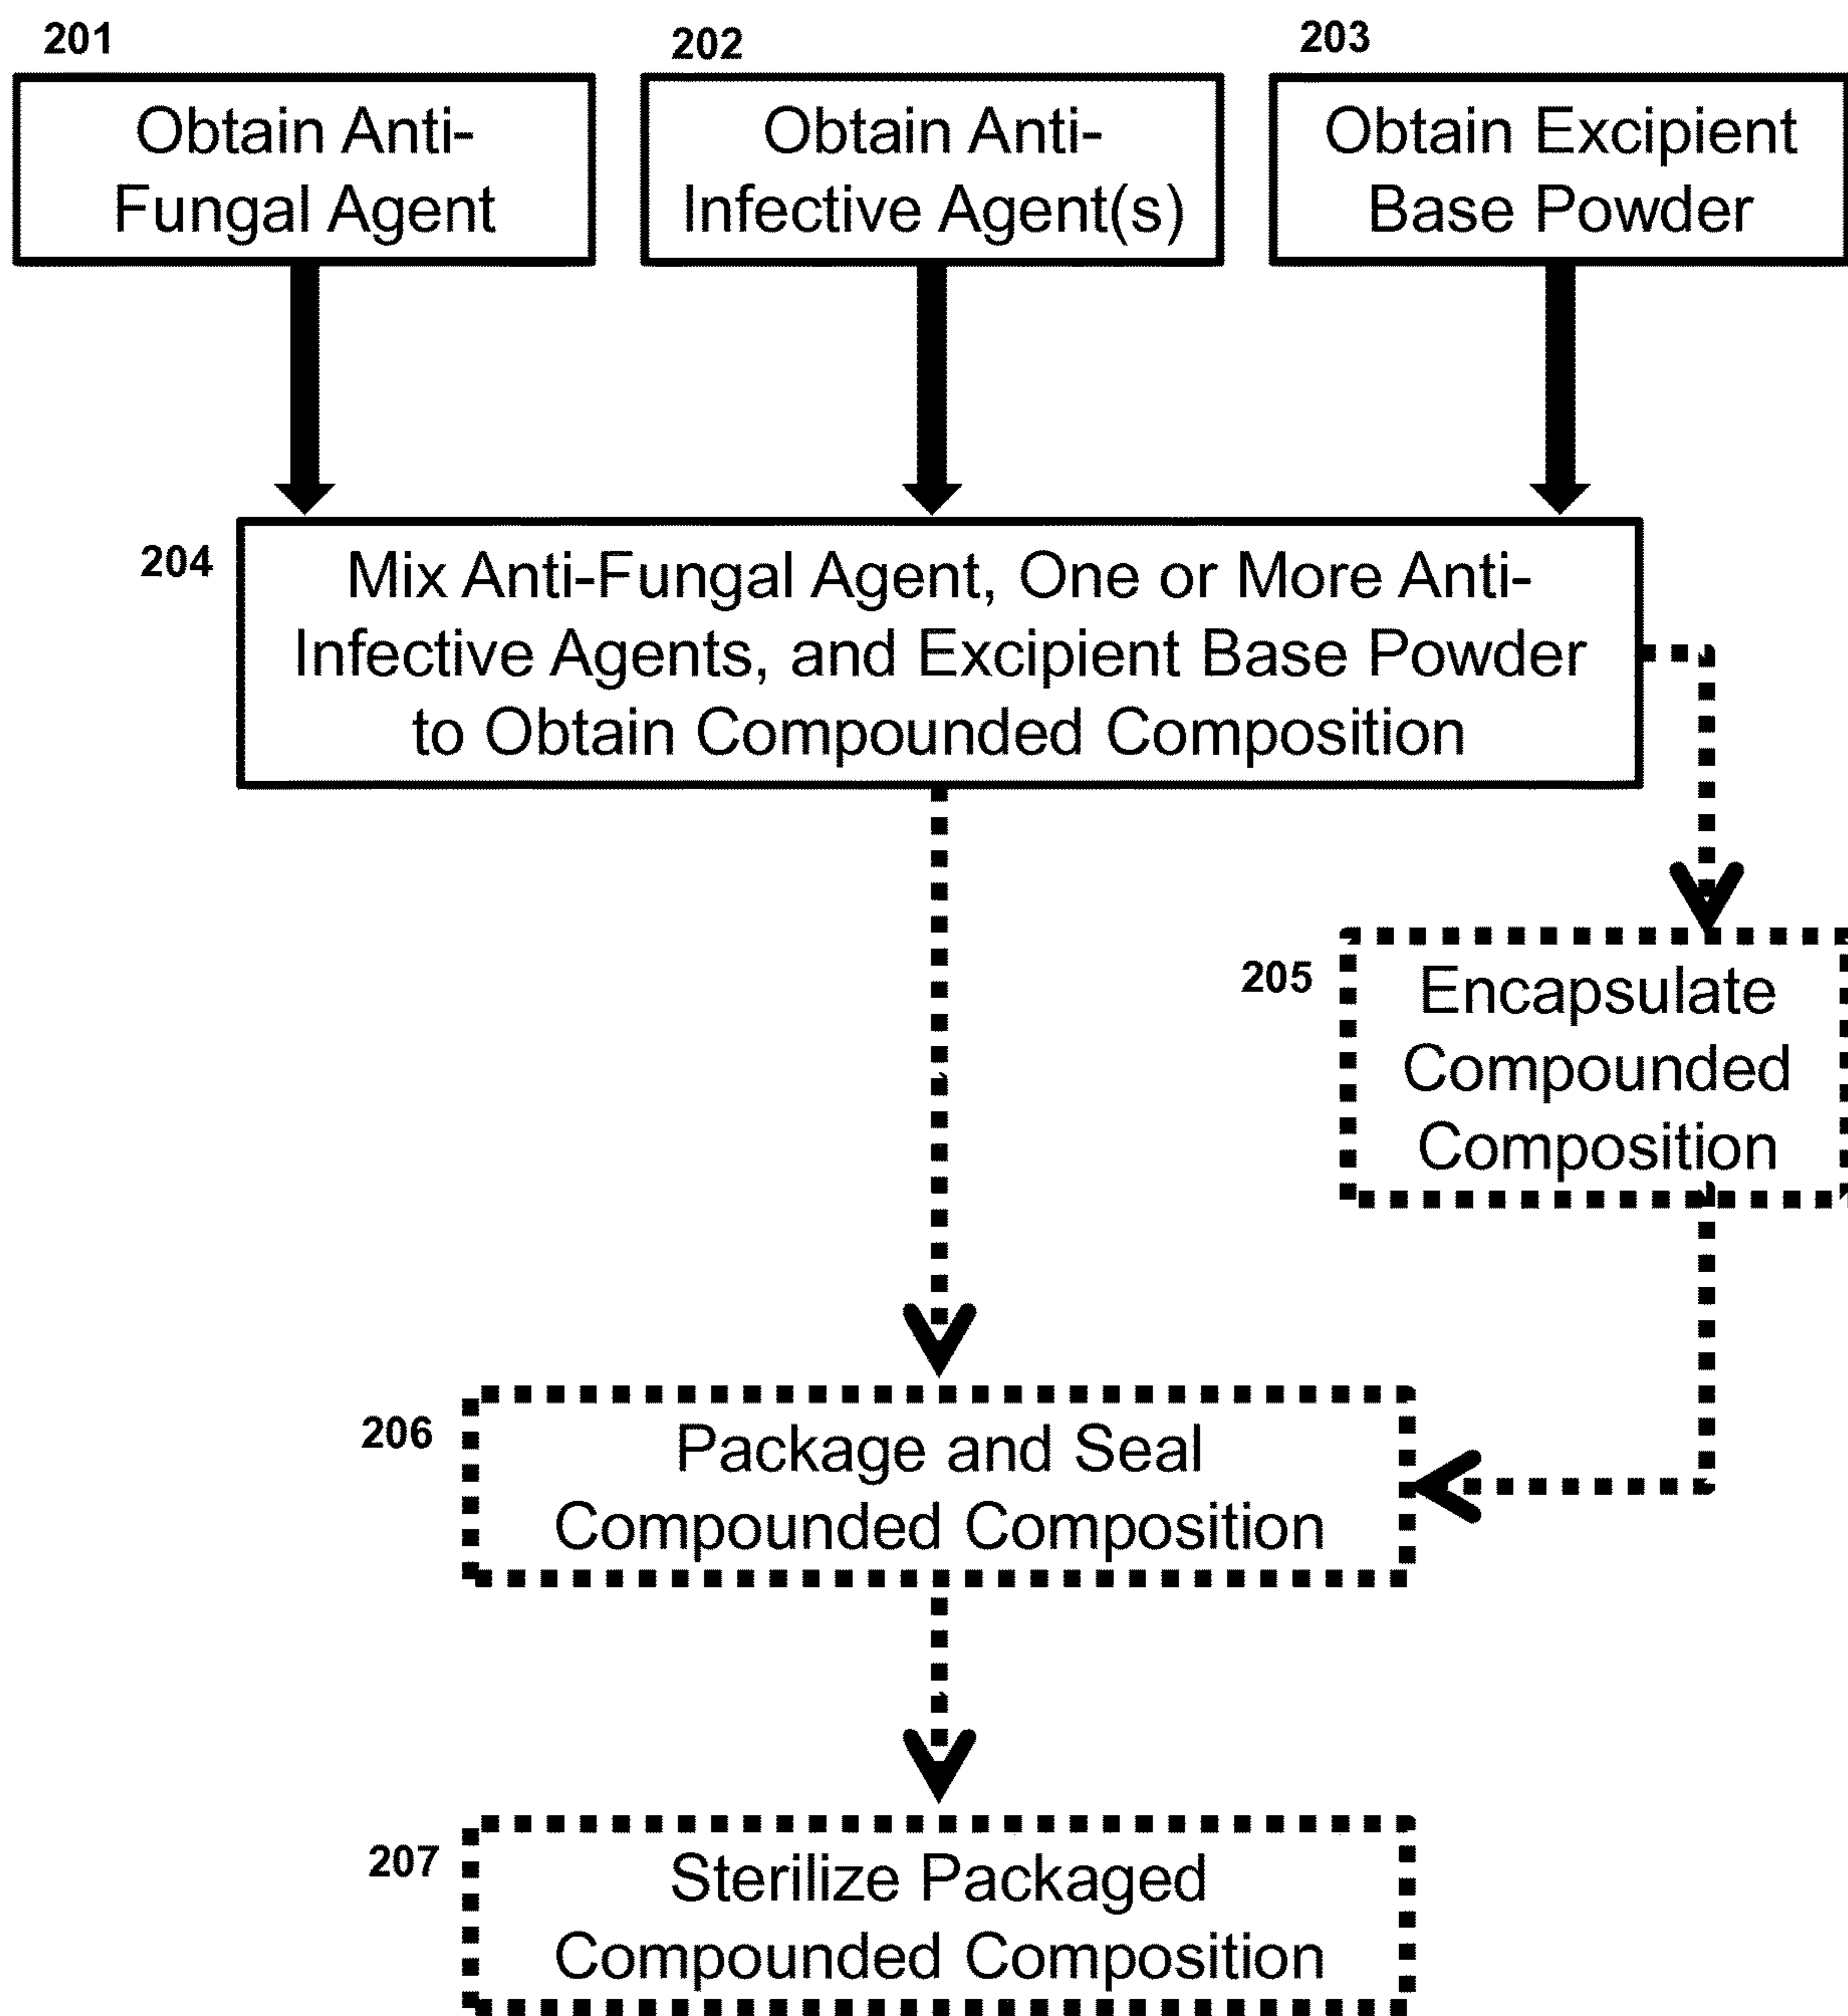 201
Obtain Anti-
Fungal Agent
202
Obtain Anti-
Infective Agent(s)
203
Obtain Excipient
Base Powder
204
Mix Anti-Fungal Agent, One or More Anti-
Infective Agents, and Excipient Base Powder
to Obtain Compounded Composition
205
Encapsulate
Compounded
Composition
206
Package and Seal
Compounded Composition
207
Sterilize Packaged
Compounded Composition